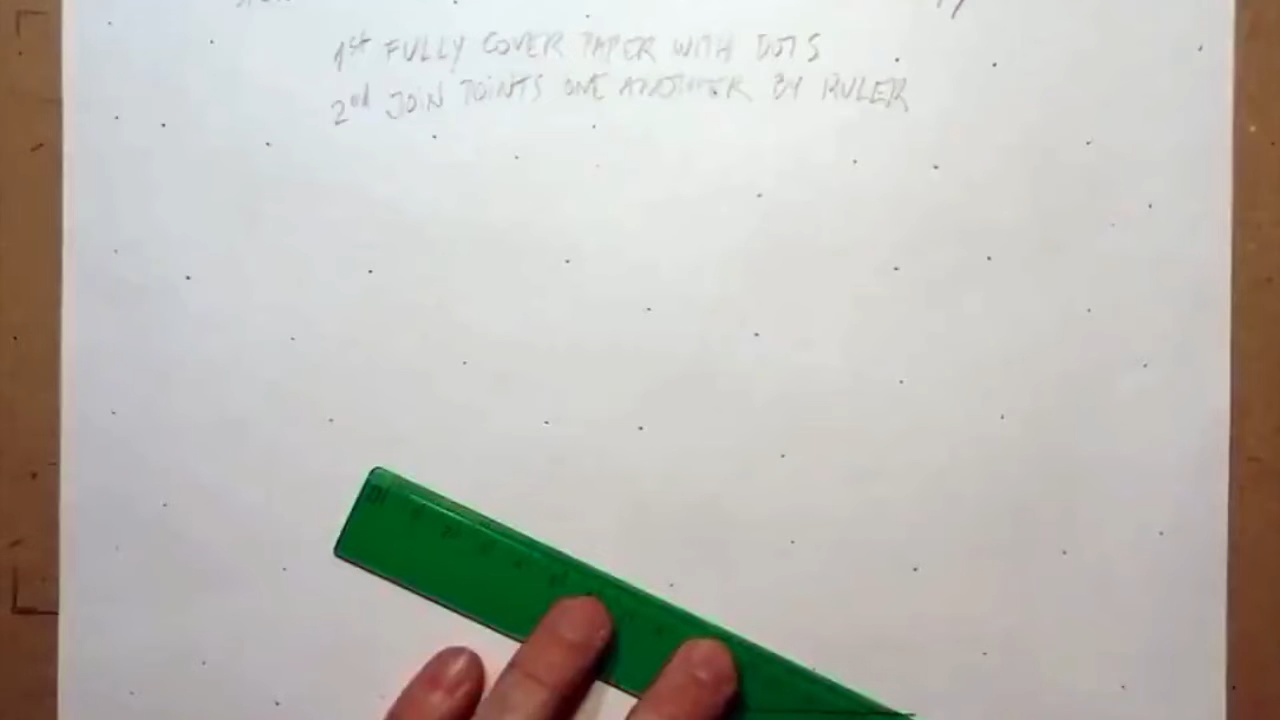 1st FULLY COVER PAPER WITH DOTS
2nd JOIN POINTS ONE ANOTHER BY RULER